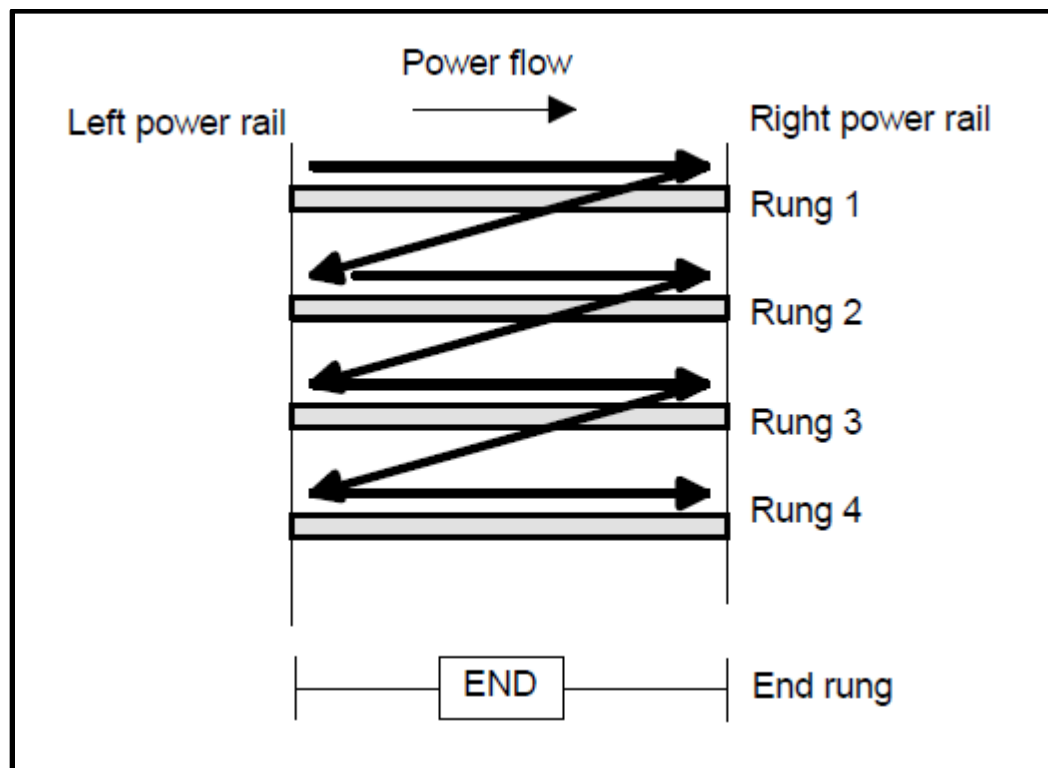 Power flow
Left power rail
Right power rail
Rung 1
Rung 2
Rung 3
Rung 4
END
End rung